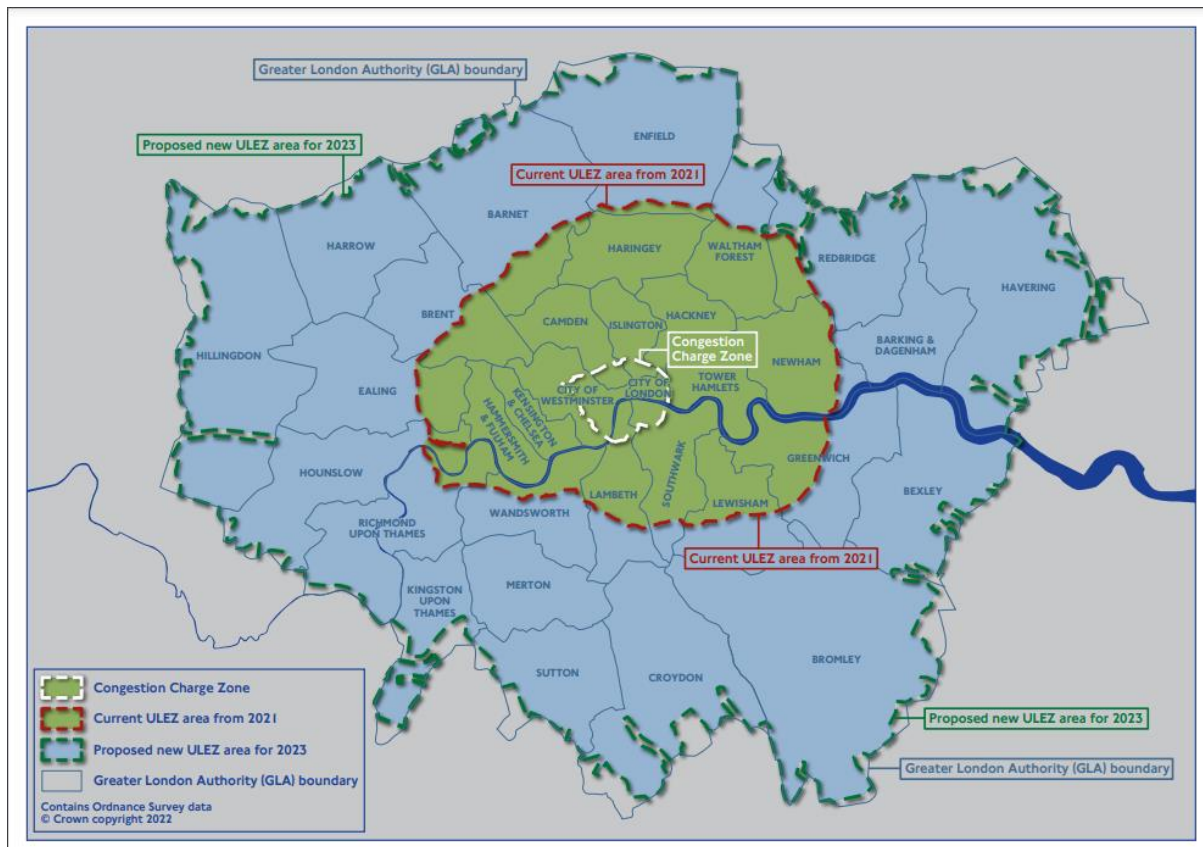 Greater London Authority (GLA) boundary
Proposed new ULEZ area for 2023
ENFIELD
Current ULEZ area from 2021
BARNET
HARROW
HARINGEY
WALTHAM
FOREST
REDBRIDGE
HAVERING
BRENT
CAMDEN
ISLINGTON
HACKNEY
Congestion
Charge Zone
BARKING &
DAGENHAM
HILLINGDON
EALING
NEWHAM
TOWER
HAMLETS
CITY OF
WESTMINSTER
CITY OF
LONDON
KENSINGTON
& CHELSEA
HAMMERSMITH
& FULHAM
HOUNSLOW
GREENWICH
BEXLEY
SOUTHWARK
LAMBETH
LEWISHAM
WANDSWORTH
RICHMOND
UPON THAMES
Current ULEZ area from 2021
MERTON
KINGSTON
UPON
THAMES
SUTTON
CROYDON
BROMLEY
Proposed new ULEZ area for 2023
Greater London Authority (GLA) boundary
Congestion Charge Zone
Current ULEZ area from 2021
Proposed new ULEZ area for 2023
Greater London Authority (GLA) boundary
Contains Ordnance Survey data
© Crown copyright 2022